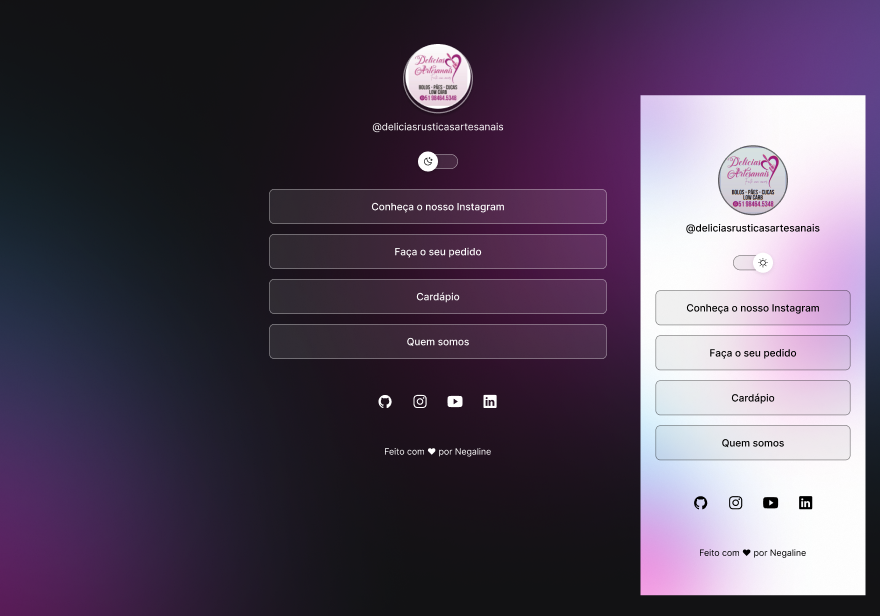 Delícias
Artesanais
BOLOS - PÃES - CUCAS
LOW CARB
51 98464.5348
@deliciasrusticasartesanais
Conheça o nosso Instagram
Faça o seu pedido
Cardápio
Quem somos
Feito com ♥ por Negaline
Delícias
Artesanais
BOLOS - PÃES - CUCAS
LOW CARB
51 98464.5348
@deliciasrusticasartesanais
Conheça o nosso Instagram
Faça o seu pedido
Cardápio
Quem somos
Feito com ♥ por Negaline